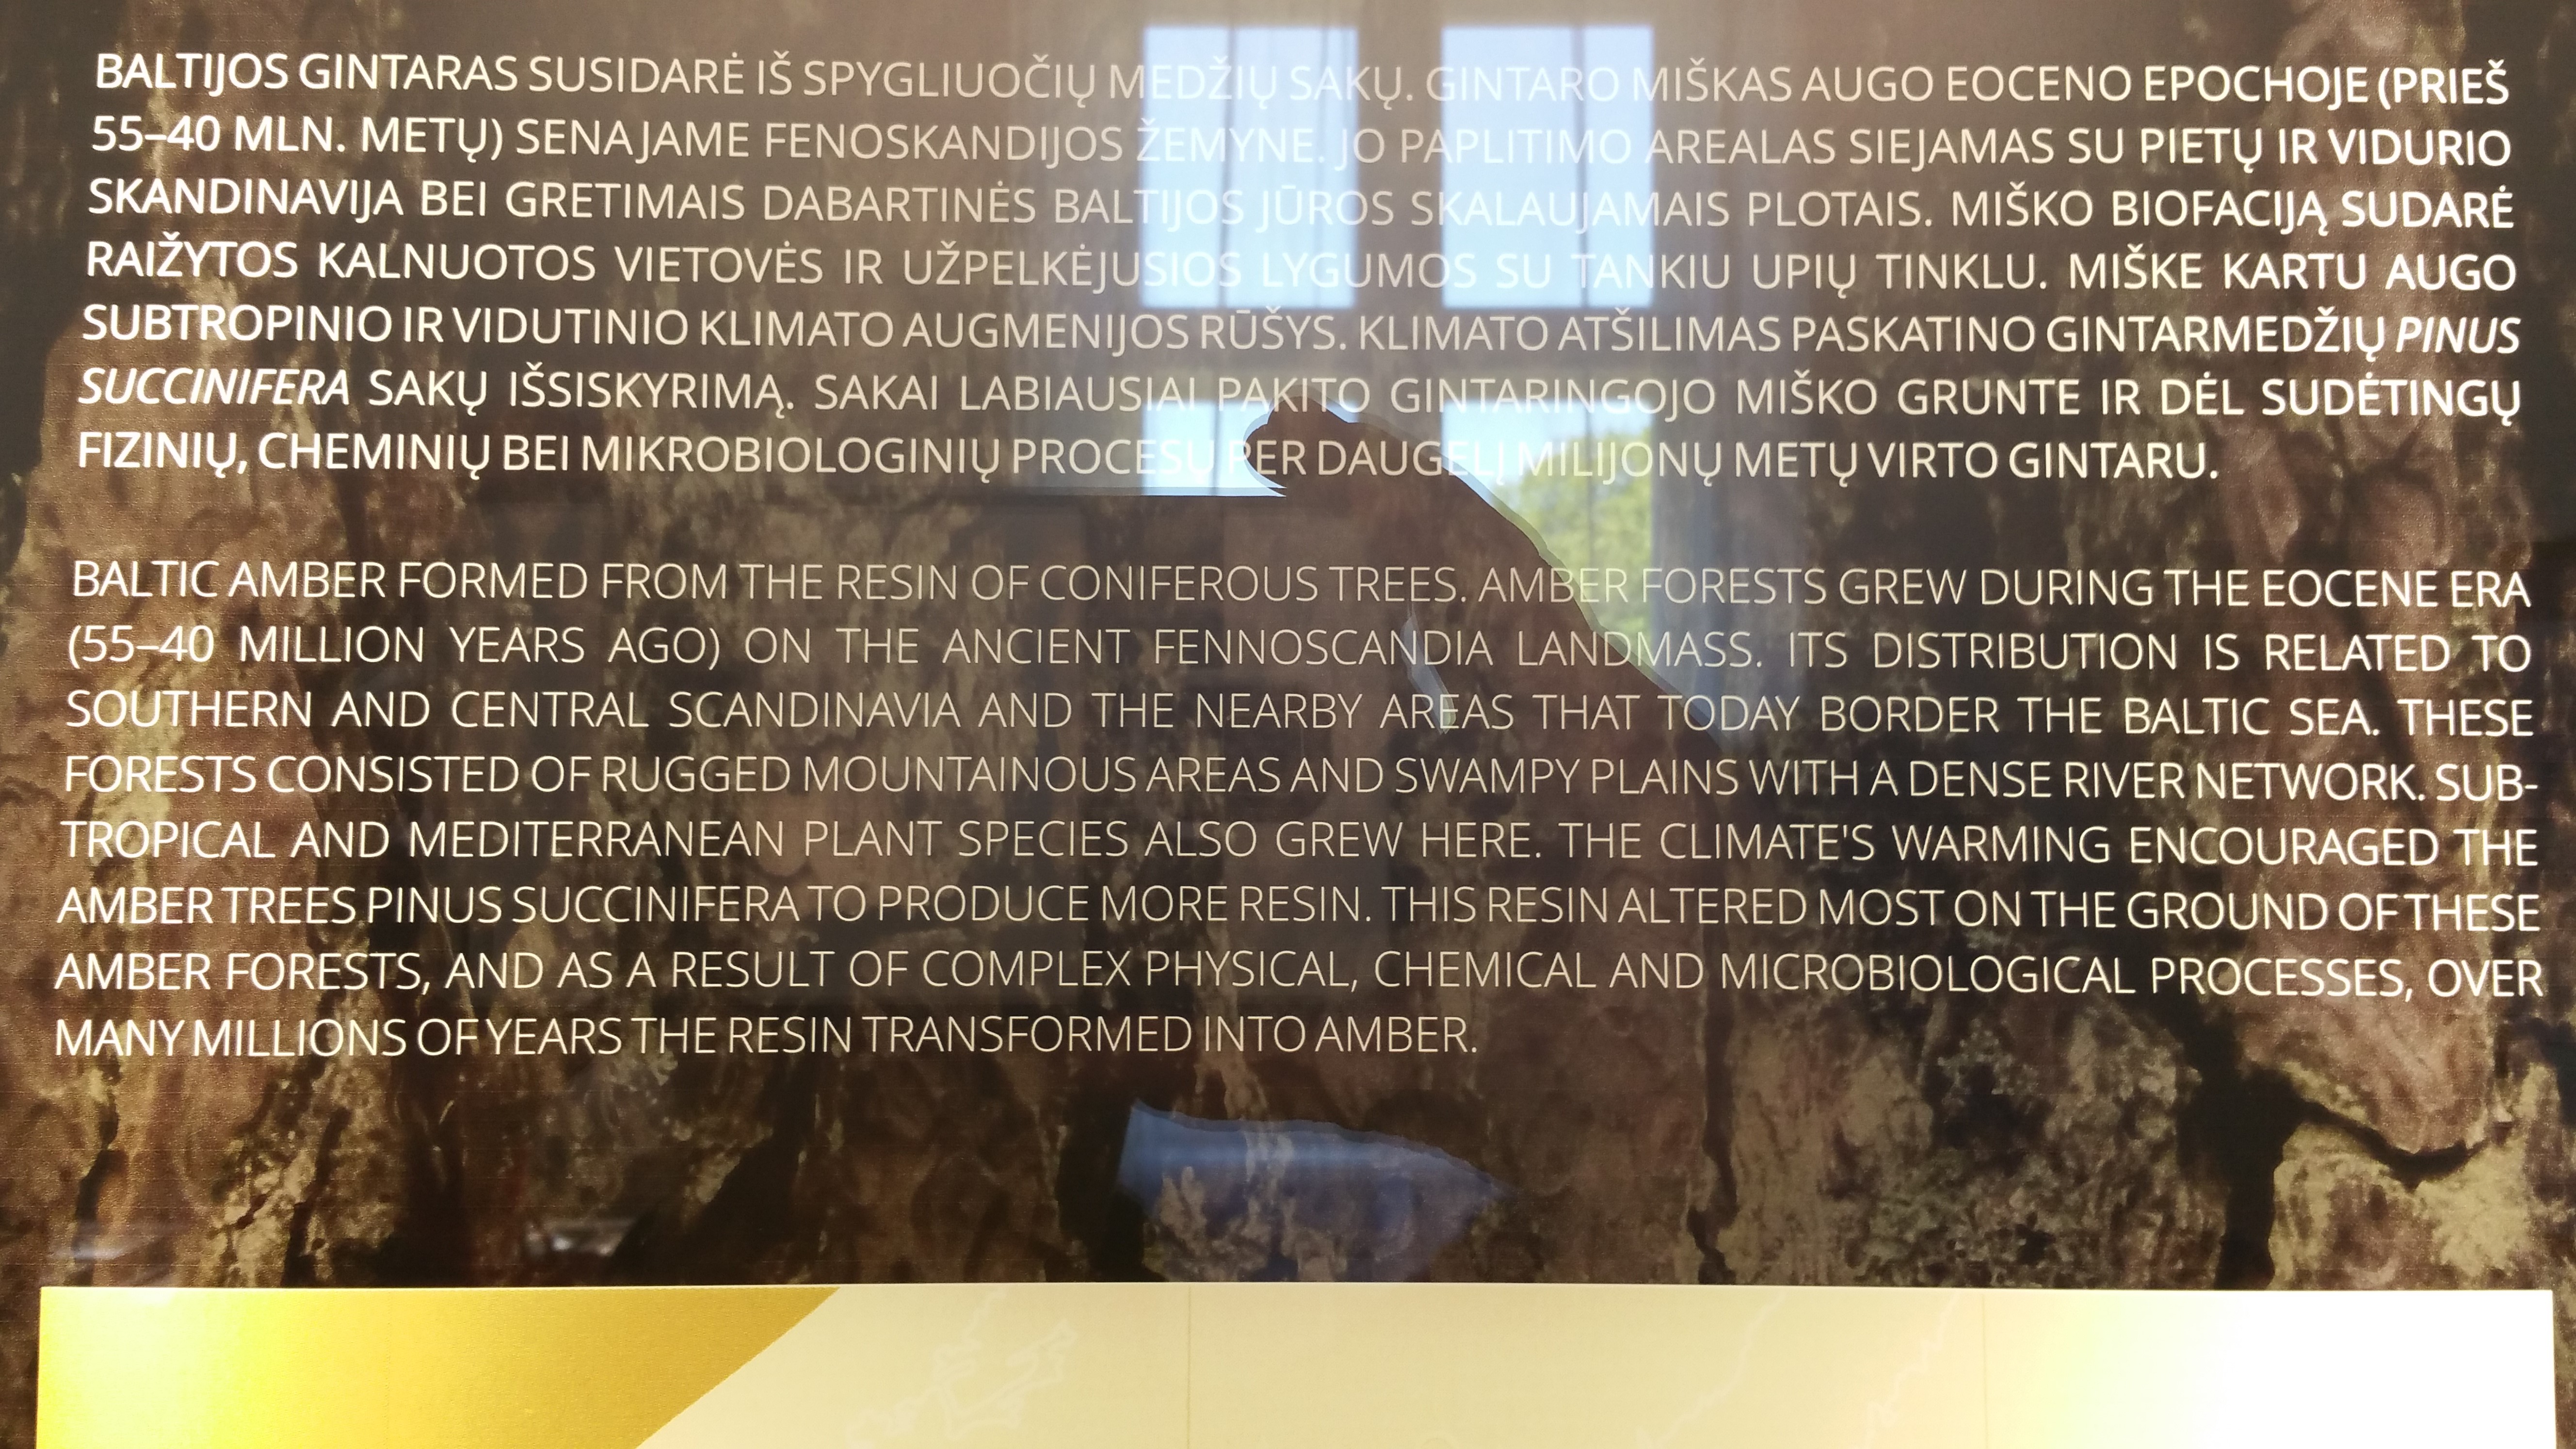 BALTIJOS GINTARAS SUSIDARĖ IŠ SPYGLIUOČIŲ MEDŽIŲ SAKŲ. GINTARO MIŠKAS AUGO EOCENO EPOCHOJE (PRIEŠ
55–40 MLN. METŲ) SENAJAME FENOSKANDIJOS ŽEMYNE. JO PAPLITIMO AREALAS SIEJAMAS SU PIETŲ IR VIDURIO
SKANDINAVIJA BEI GRETIMAIS DABARTINĖS BALTIJOS JŪROS SKALAUJAMAIS PLOTAIS. MIŠKO BIOFACIJĄ SUDARĖ
RAIŽYTOS KALNUOTOS VIETOVĖS IR UŽPELKĖJUSIOS LYGUMOS SU TANKIU UPIŲ TINKLU. MIŠKE KARTU AUGO
SUBTROPINIO IR VIDUTINIO KLIMATO AUGMENIJOS RŪŠYS. KLIMATO ATŠILIMAS PASKATINO GINTARMEDŽIŲ PINUS
SUCCINIFERA SAKŲ IŠSISKYRIMĄ. SAKAI LABIAUSIAI PAKITO GINTARINGOJO MIŠKO GRUNTE IR DĖL SUDĖTINGŲ
FIZINIŲ, CHEMINIŲ BEI MIKROBIOLOGINIŲ PROCESŲ PER DAUGELĮ MILIJONŲ METŲ VIRTO GINTARU.
BALTIC AMBER FORMED FROM THE RESIN OF CONIFEROUS TREES. AMBER FORESTS GREW DURING THE EOCENE ERA
(55–40 MILLION YEARS AGO) ON THE ANCIENT FENNOSCANDIA LANDMASS. ITS DISTRIBUTION IS RELATED TO
SOUTHERN AND CENTRAL SCANDINAVIA AND THE NEARBY AREAS THAT TODAY BORDER THE BALTIC SEA. THESE
FORESTS CONSISTED OF RUGGED MOUNTAINOUS AREAS AND SWAMPY PLAINS WITH A DENSE RIVER NETWORK. SUB-
TROPICAL AND MEDITERRANEAN PLANT SPECIES ALSO GREW HERE. THE CLIMATE'S WARMING ENCOURAGED THE
AMBER TREES PINUS SUCCINIFERA TO PRODUCE MORE RESIN. THIS RESIN ALTERED MOST ON THE GROUND OF THESE
AMBER FORESTS, AND AS A RESULT OF COMPLEX PHYSICAL, CHEMICAL AND MICROBIOLOGICAL PROCESSES, OVER
MANY MILLIONS OF YEARS THE RESIN TRANSFORMED INTO AMBER.